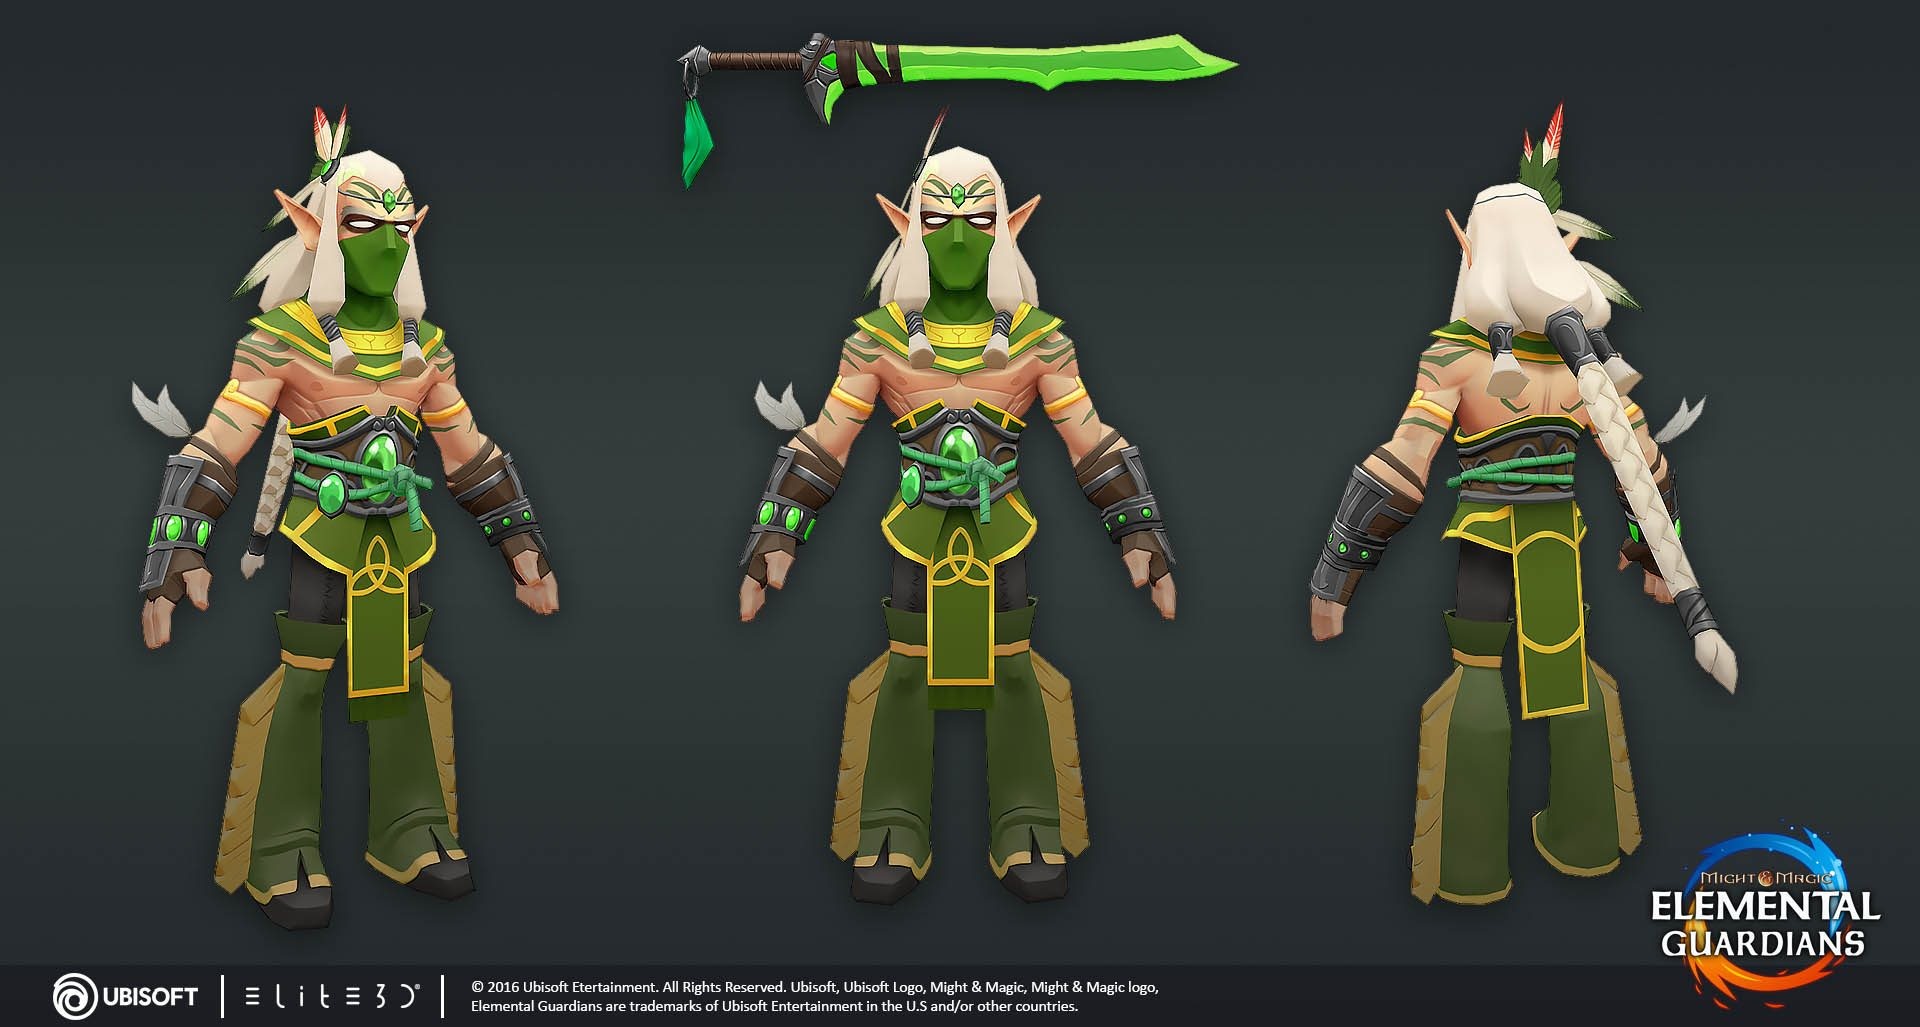 MIGHT & MAGIC
ELEMENTAL
GUARDIANS
UBISOFT
elite3D®
© 2016 Ubisoft Etertainment. All Rights Reserved. Ubisoft, Ubisoft Logo, Might & Magic, Might & Magic logo,
Elemental Guardians are trademarks of Ubisoft Entertainment in the U.S and/or other countries.